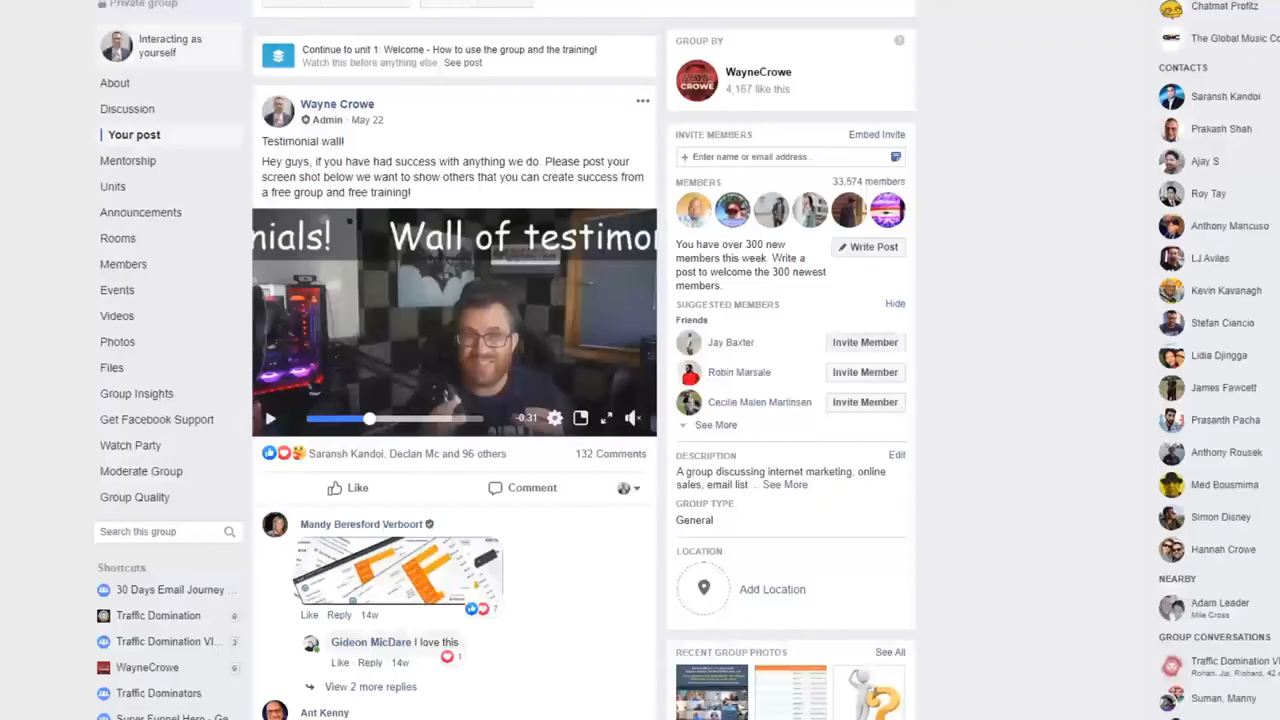 Private group
Interacting as
yourself
About
Discussion
Your post
Mentorship
Units
Announcements
Rooms
Members
Events
Videos
Photos
Files
Group Insights
Get Facebook Support
Watch Party
Moderate Group
Group Quality
Search this group
Shortcuts
30 Days Email Journey ...
Traffic Domination
Traffic Domination VI...
WayneCrowe
Traffic Dominators
Super Funnel Hero - Ge
Continue to unit 1: Welcome - How to use the group and the training!
Watch this before anything else See post
Wayne Crowe
Admin · May 22
Testimonial wall!
Hey guys, if you have had success with anything we do. Please post your
screen shot below we want to show others that you can create success from
a free group and free training!
nials! Wall of testimo
-0:31
Saransh Kandoi, Declan Mc and 96 others
132 Comments
Like
Comment
Mandy Beresford Verboort
7
Like Reply 14w
Gideon MicDare I love this
1
Like Reply 14w
View 2 more replies
Ant Kenny
GROUP BY
CROWE
WayneCrowe
4,167 like this
INVITE MEMBERS
Embed Invite
+ Enter name or email address...
MEMBERS
33,574 members
You have over 300 new
members this week. Write a
post to welcome the 300 newest
members.
Write Post
SUGGESTED MEMBERS
Hide
Friends
Jay Baxter
Invite Member
Robin Marsale
Invite Member
Cecilie Malen Martinsen
Invite Member
See More
DESCRIPTION
Edit
A group discussing internet marketing, online
sales, email list ... See More
GROUP TYPE
General
LOCATION
Add Location
RECENT GROUP PHOTOS
See All
Chatmat Profitz
The Global Music Co
CONTACTS
Saransh Kandoi
Prakash Shah
Ajay S
Roy Tay
Anthony Mancuso
LJ Aviles
Kevin Kavanagh
Stefan Ciancio
Lidia Djingga
James Fawcett
Prasanth Pacha
Anthony Rousek
Med Bousmima
Simon Disney
Hannah Crowe
NEARBY
Adam Leader
Mile Cross
GROUP CONVERSATIONS
Traffic Domination VI